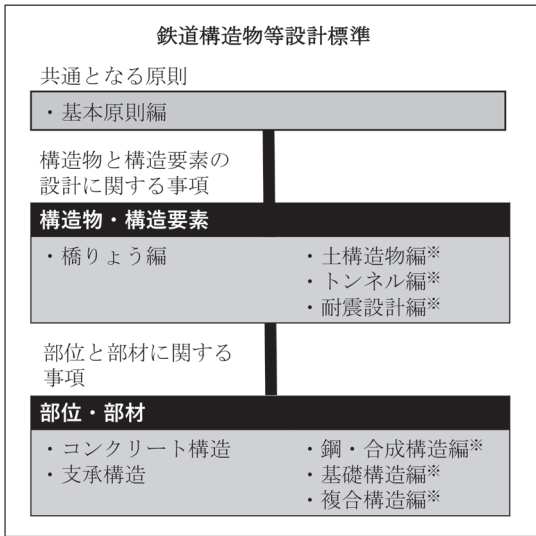 鉄道構造物等設計標準
共通となる原則
・基本原則編
構造物と構造要素の
設計に関する事項
構造物・構造要素
・橋りょう編
・土構造物編※
・トンネル編※
・耐震設計編※
部位と部材に関する
事項
部位・部材
・コンクリート構造
・支承構造
・鋼・合成構造編※
・基礎構造編※
・複合構造編※